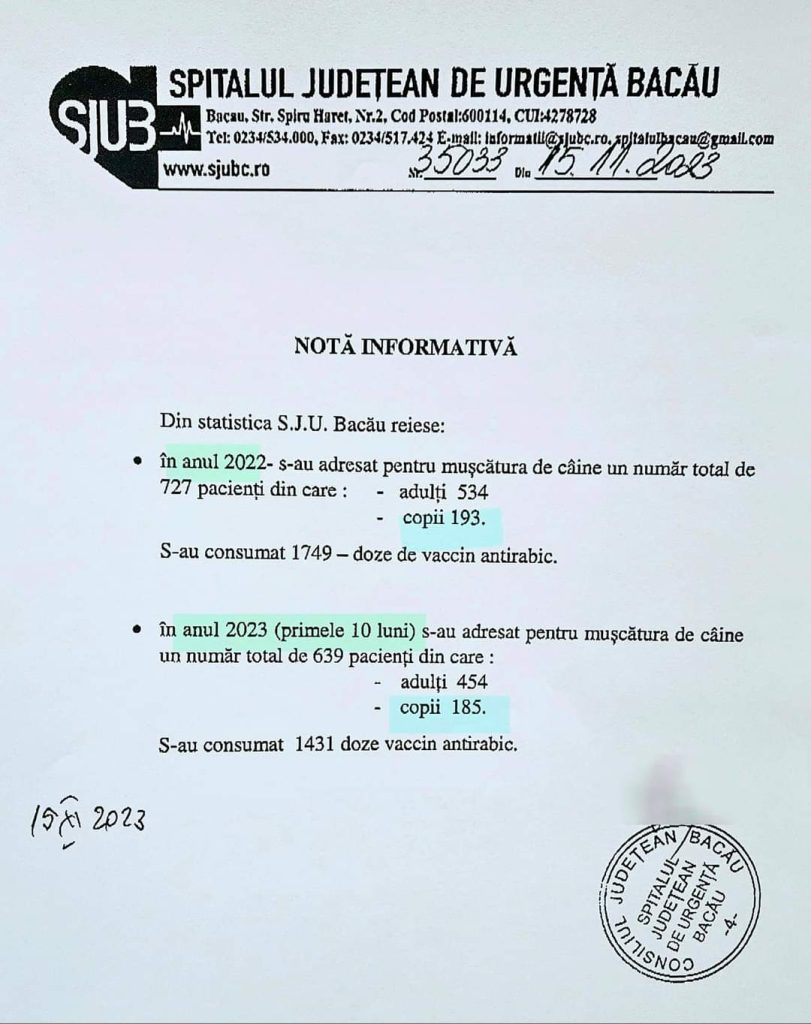 SPITALUL JUDEȚEAN DE URGENȚĂ BACĂU
SJUB
Bacau, Str. Spiru Haret, Nr.2, Cod Postal:600114, CUI:4278728
Tel: 0234/534.000, Fax: 0234/517.424 E-mail: informatii@sjubc.ro, spitalulbacau@gmail.com
www.sjubc.ro
Nr. 35033 Din 15. 11. 2023
NOTĂ INFORMATIVĂ
Din statistica S.J.U. Bacău reiese:
• în anul 2022- s-au adresat pentru mușcătura de câine un număr total de
727 pacienți din care : - adulți 534
- copii 193.
S-au consumat 1749 – doze de vaccin antirabic.
• în anul 2023 (primele 10 luni) s-au adresat pentru mușcătura de câine
un număr total de 639 pacienți din care :
- adulți 454
- copii 185.
S-au consumat 1431 doze vaccin antirabic.
15 XI 2023
CONSILIUL JUDEȚEAN BACĂU
SPITALUL
JUDEȚEAN
DE URGENȚĂ
BACĂU
-4-